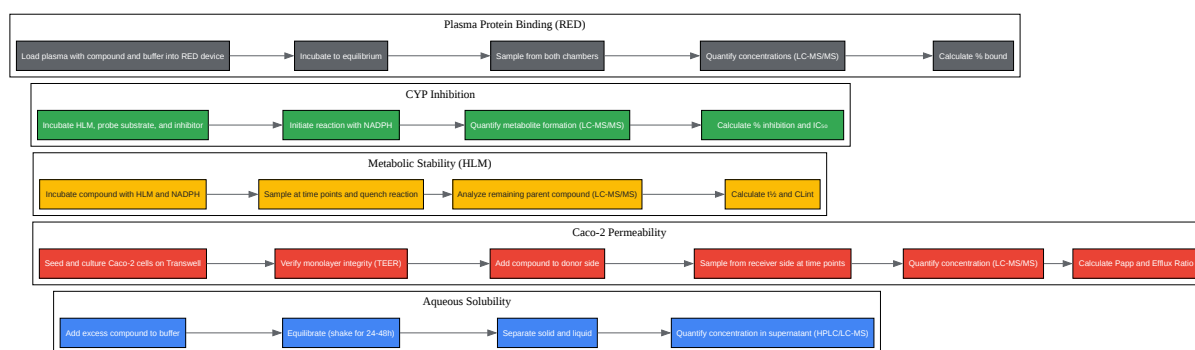 Plasma Protein Binding (RED)
Load plasma with compound and buffer into RED device
Incubate to equilibrium
Sample from both chambers
Quantify concentrations (LC-MS/MS)
Calculate % bound
CYP Inhibition
Incubate HLM, probe substrate, and inhibitor
Initiate reaction with NADPH
Quantify metabolite formation (LC-MS/MS)
Calculate % inhibition and IC₅₀
Metabolic Stability (HLM)
Incubate compound with HLM and NADPH
Sample at time points and quench reaction
Analyze remaining parent compound (LC-MS/MS)
Calculate t½ and CLint
Caco-2 Permeability
Seed and culture Caco-2 cells on Transwell
Verify monolayer integrity (TEER)
Add compound to donor side
Sample from receiver side at time points
Quantify concentration (LC-MS/MS)
Calculate Papp and Efflux Ratio
Aqueous Solubility
Add excess compound to buffer
Equilibrate (shake for 24-48h)
Separate solid and liquid
Quantify concentration in supernatant (HPLC/LC-MS)